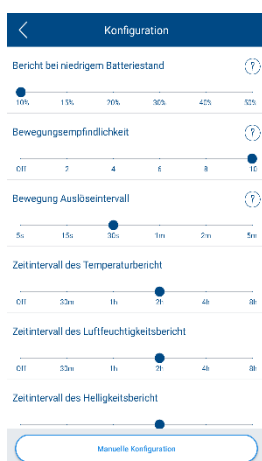 Konfiguration
Bericht bei niedrigem Batteriestand ?
10% 15% 20% 30% 40% 50%
Bewegungsempfindlichkeit ?
Off 2 4 6 8 10
Bewegung Auslöseintervall ?
5s 15s 30s 1m 2m 5m
Zeitintervall des Temperaturbericht
Off 30m 1h 2h 4h 8h
Zeitintervall des Luftfeuchtigkeitsbericht
Off 30m 1h 2h 4h 8h
Zeitintervall des Helligkeitsbericht
Manuelle Konfiguration